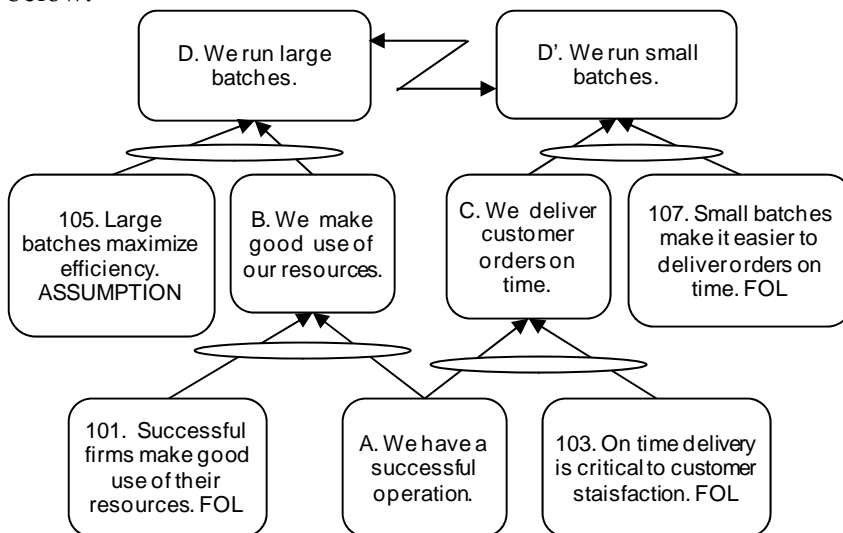 D. We run large
batches.
D'. We run small
batches.
105. Large
batches maximize
efficiency.
ASSUMPTION
B. We make
good use of
our resources.
C. We deliver
customer
orders on
time.
107. Small batches
make it easier to
deliver orders on
time. FOL
101. Successful
firms make good
use of their
resources. FOL
A. We have a
successful
operation.
103. On time delivery
is critical to customer
staisfaction. FOL